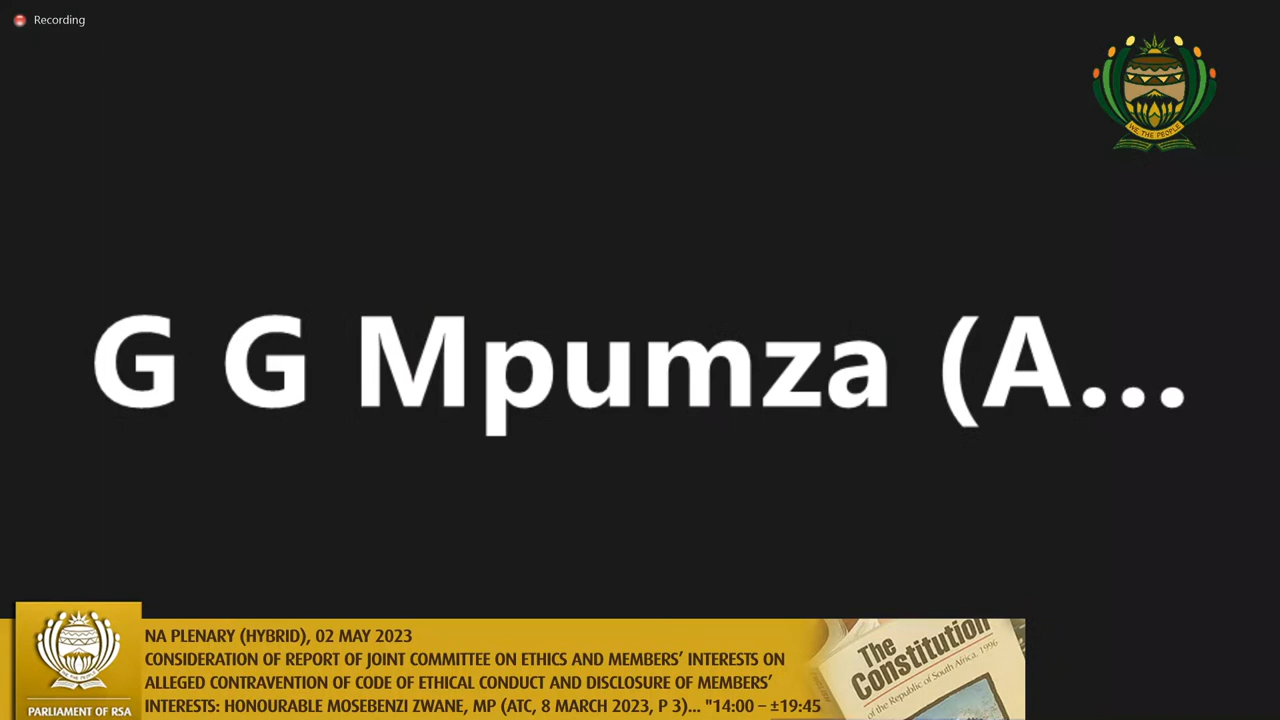 Recording
WE, THE PEOPLE
G G Mpumza (A...
NA PLENARY (HYBRID), 02 MAY 2023
CONSIDERATION OF REPORT OF JOINT COMMITTEE ON ETHICS AND MEMBERS’ INTERESTS ON
ALLEGED CONTRAVENTION OF CODE OF ETHICAL CONDUCT AND DISCLOSURE OF MEMBERS’
INTERESTS: HONOURABLE MOSEBENZI ZWANE, MP (ATC, 8 MARCH 2023, P 3)... "14:00 – ±19:45
PARLIAMENT OF RSA
The
Constitution
of the Republic of South Africa, 1996